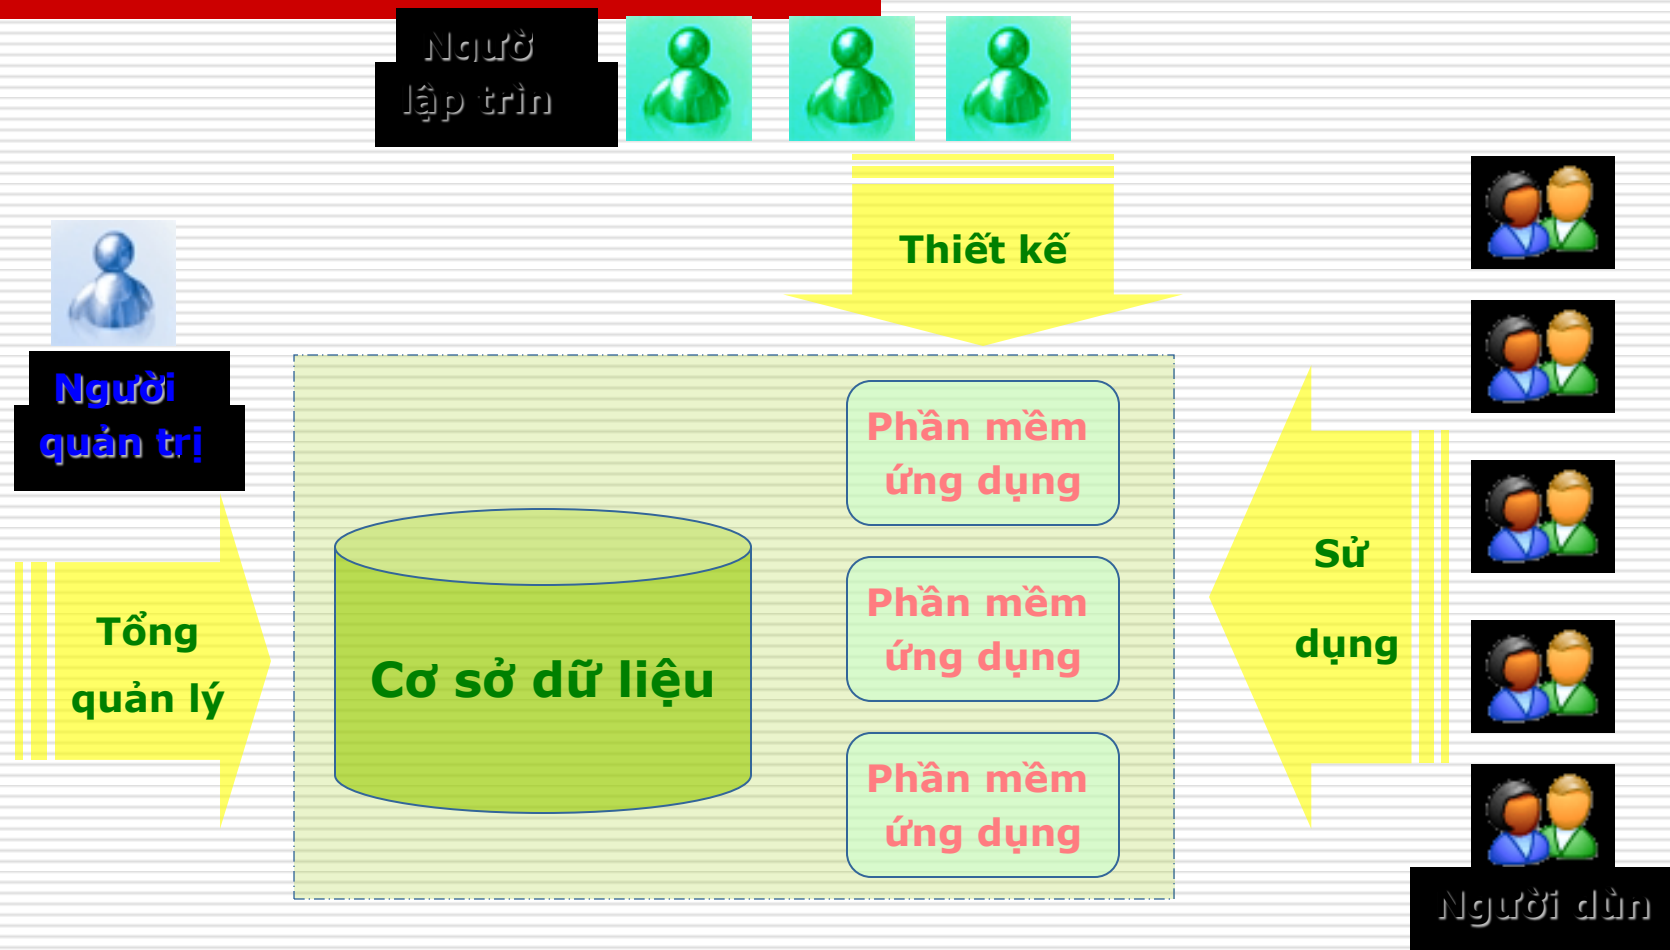 Ngườ
lập trìn
Thiết kế
Người
quản trị
Phần mềm
ứng dụng
Sử
dụng
Phần mềm
ứng dụng
Tổng
quản lý
Cơ sở dữ liệu
Phần mềm
ứng dụng
Người dùn